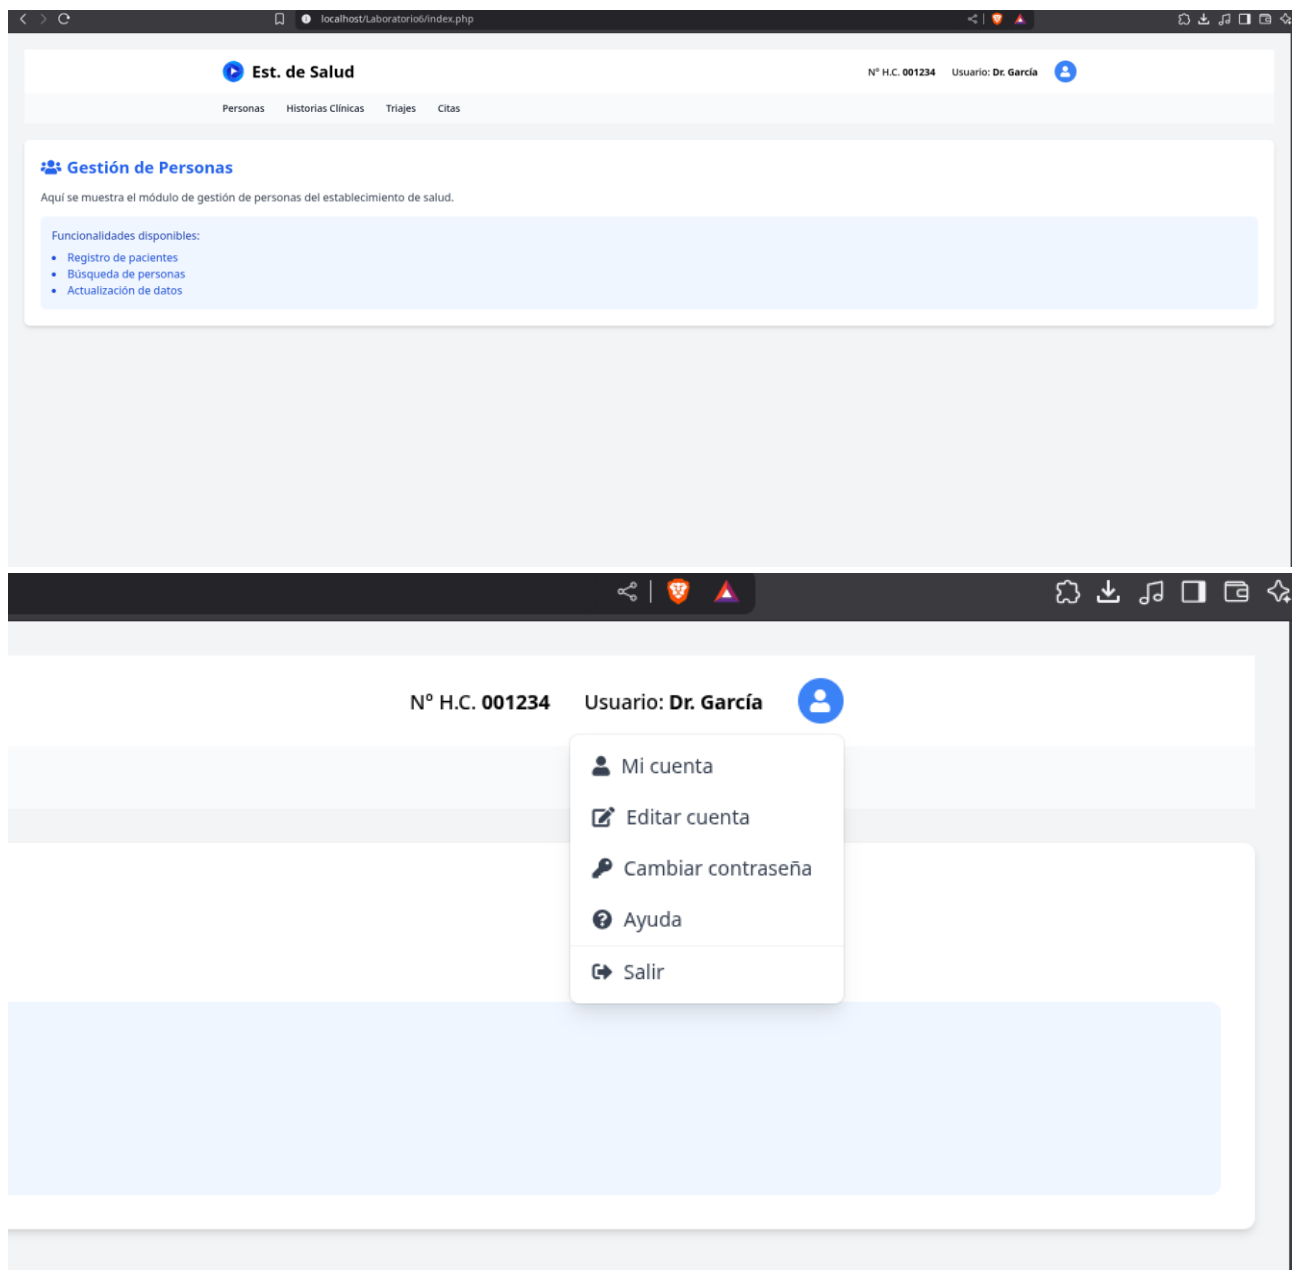 localhost/Laboratorio6/index.php
Est. de Salud
N° H.C. 001234 Usuario: Dr. García
Personas Historias Clínicas Triajes Citas
Gestión de Personas
Aquí se muestra el módulo de gestión de personas del establecimiento de salud.
Funcionalidades disponibles:
Registro de pacientes
Búsqueda de personas
Actualización de datos
N° H.C. 001234 Usuario: Dr. García
Mi cuenta
Editar cuenta
Cambiar contraseña
Ayuda
Salir